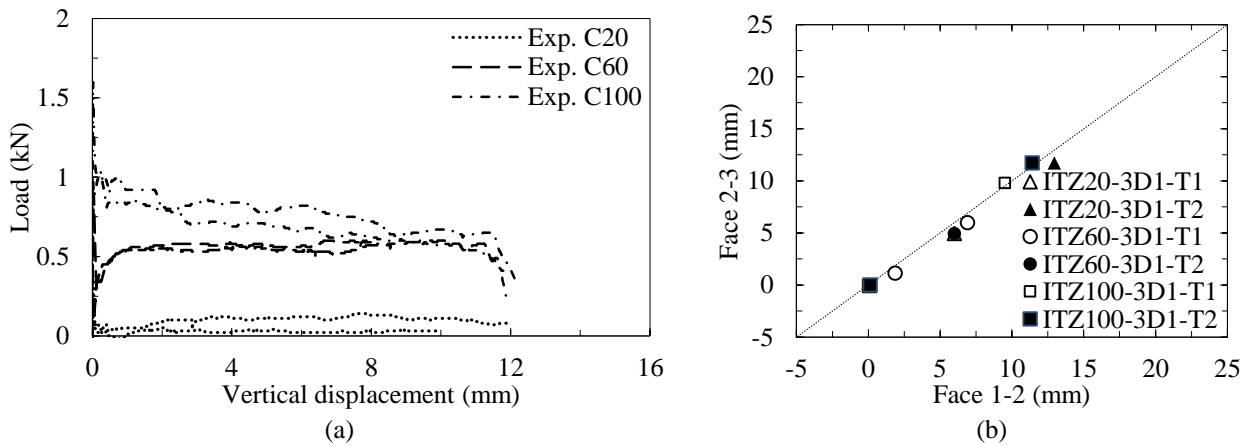 2
1.5
1
0.5
0
0 4 8 12 16
Load (kN)
Vertical displacement (mm)
Exp. C20
Exp. C60
Exp. C100
(a)
25
20
15
10
5
0
-5
-5 0 5 10 15 20 25
Face 2-3 (mm)
Face 1-2 (mm)
ITZ20-3D1-T1
ITZ20-3D1-T2
ITZ60-3D1-T1
ITZ60-3D1-T2
ITZ100-3D1-T1
ITZ100-3D1-T2
(b)